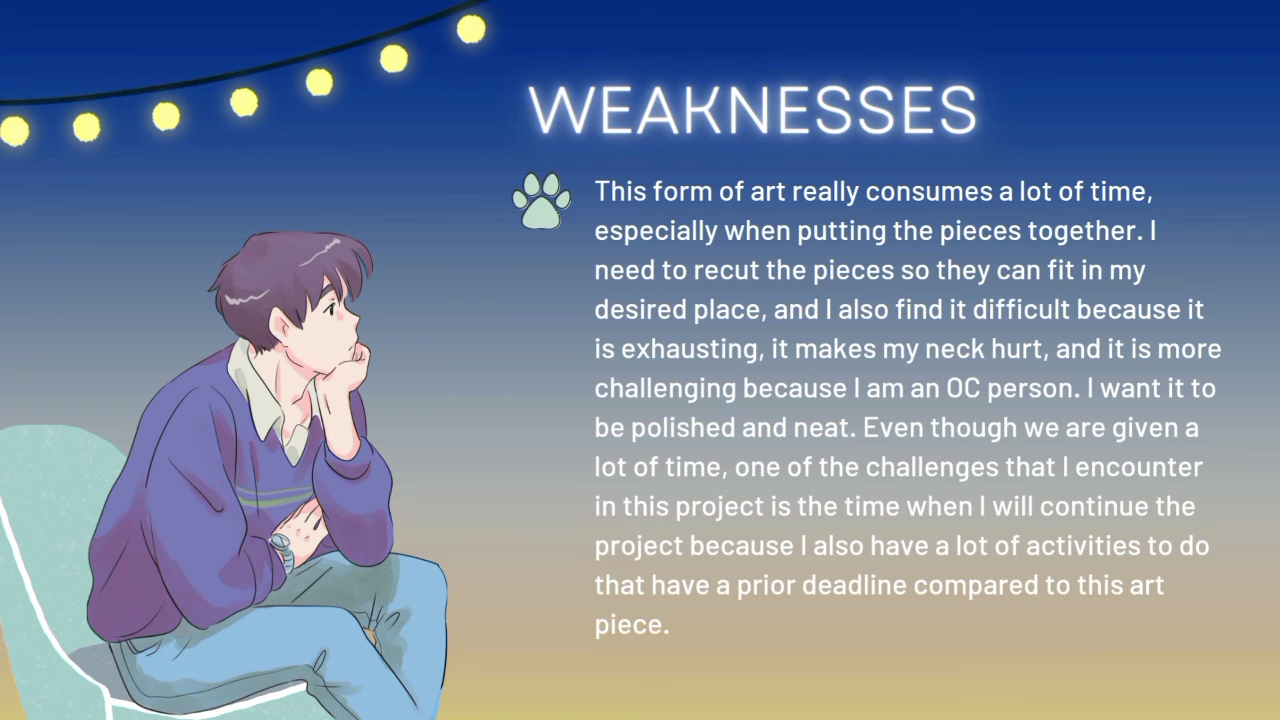 WEAKNESSES
This form of art really consumes a lot of time,
especially when putting the pieces together. I
need to recut the pieces so they can fit in my
desired place, and I also find it difficult because it
is exhausting, it makes my neck hurt, and it is more
challenging because I am an OC person. I want it to
be polished and neat. Even though we are given a
lot of time, one of the challenges that I encounter
in this project is the time when I will continue the
project because I also have a lot of activities to do
that have a prior deadline compared to this art
piece.